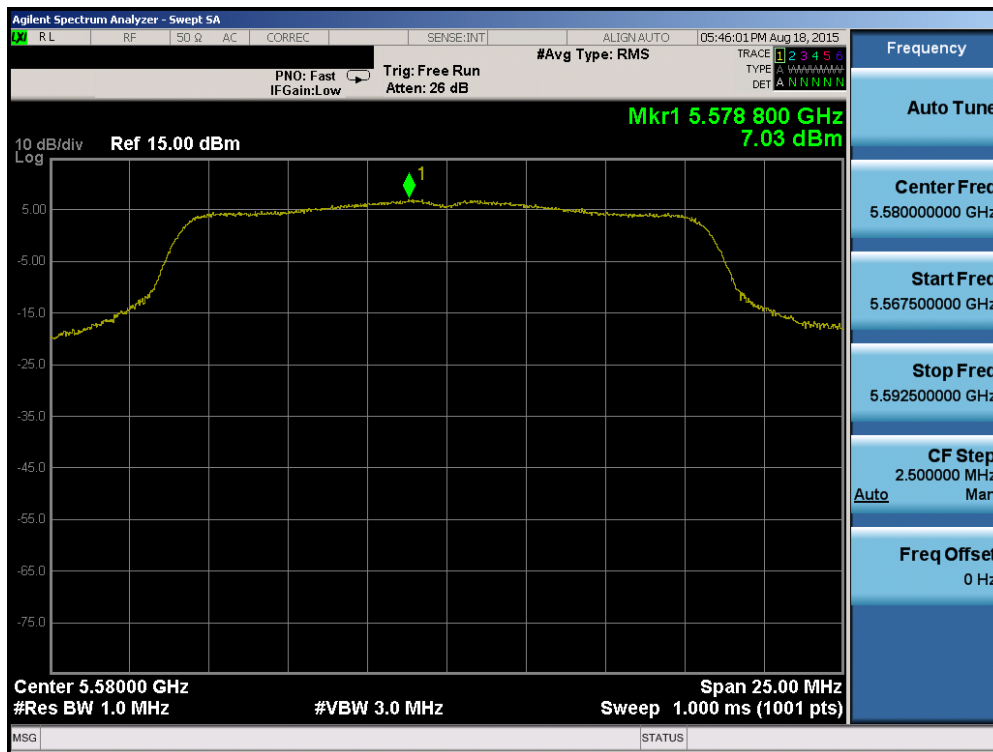 Agilent Spectrum Analyzer - Swept SA
LXI RL RF 50 Ω AC CORREC SENSE:INT ALIGN AUTO 05:46:01 PM Aug 18, 2015
#Avg Type: RMS
TRACE 1 2 3 4 5 6
PNO: Fast Trig: Free Run
TYPE A WWWWW
IFGain:Low Atten: 26 dB
DET A N N N N N
Mkr1 5.578 800 GHz
7.03 dBm
10 dB/div Ref 15.00 dBm
Log
1
5.00
-5.00
-15.0
-25.0
-35.0
-45.0
-55.0
-65.0
-75.0
Center 5.58000 GHz Span 25.00 MHz
#Res BW 1.0 MHz #VBW 3.0 MHz Sweep 1.000 ms (1001 pts)
MSG STATUS
Frequency
Auto Tune
Center Freq
5.580000000 GHz
Start Freq
5.567500000 GHz
Stop Freq
5.592500000 GHz
CF Step
2.500000 MHz
Auto Man
Freq Offset
0 Hz